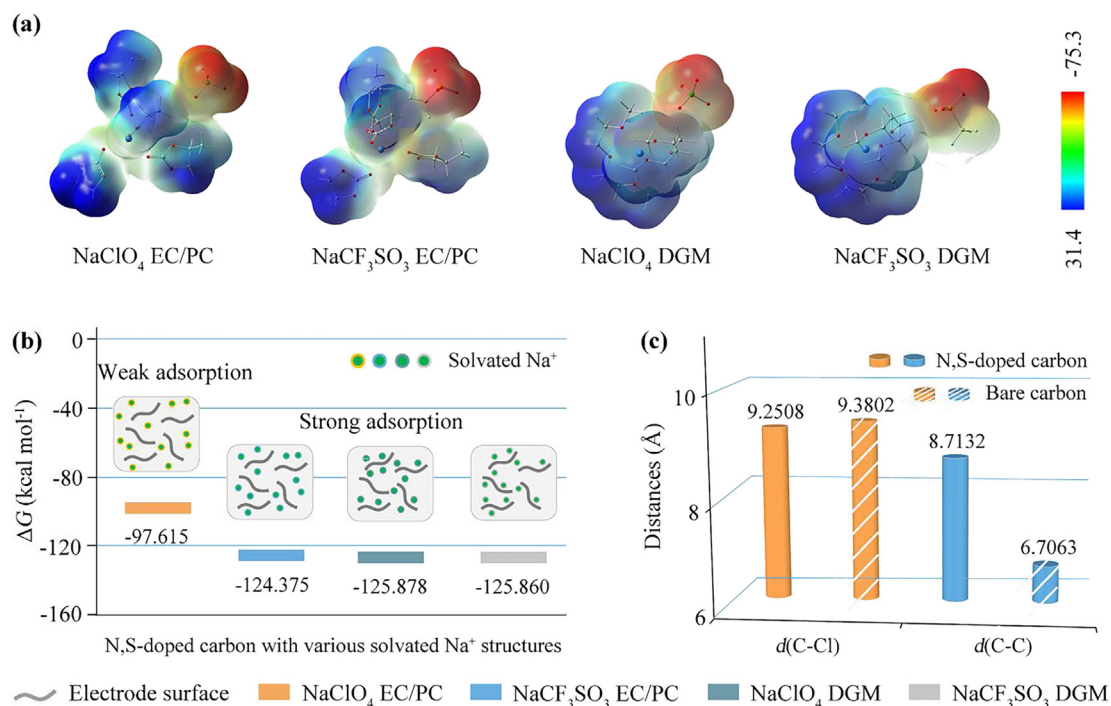 (a)
-75.3
31.4
NaClO₄ EC/PC
NaCF₃SO₃ EC/PC
NaClO₄ DGM
NaCF₃SO₃ DGM
(b)
ΔG (kcal mol⁻¹)
0
-40
-80
-120
-160
Weak adsorption
Solvated Na⁺
Strong adsorption
-97.615
-124.375
-125.878
-125.860
N,S-doped carbon with various solvated Na⁺ structures
(c)
Distances (Å)
10
8
6
N,S-doped carbon
Bare carbon
9.2508
9.3802
8.7132
6.7063
d(C-Cl)
d(C-C)
Electrode surface
NaClO₄ EC/PC
NaCF₃SO₃ EC/PC
NaClO₄ DGM
NaCF₃SO₃ DGM